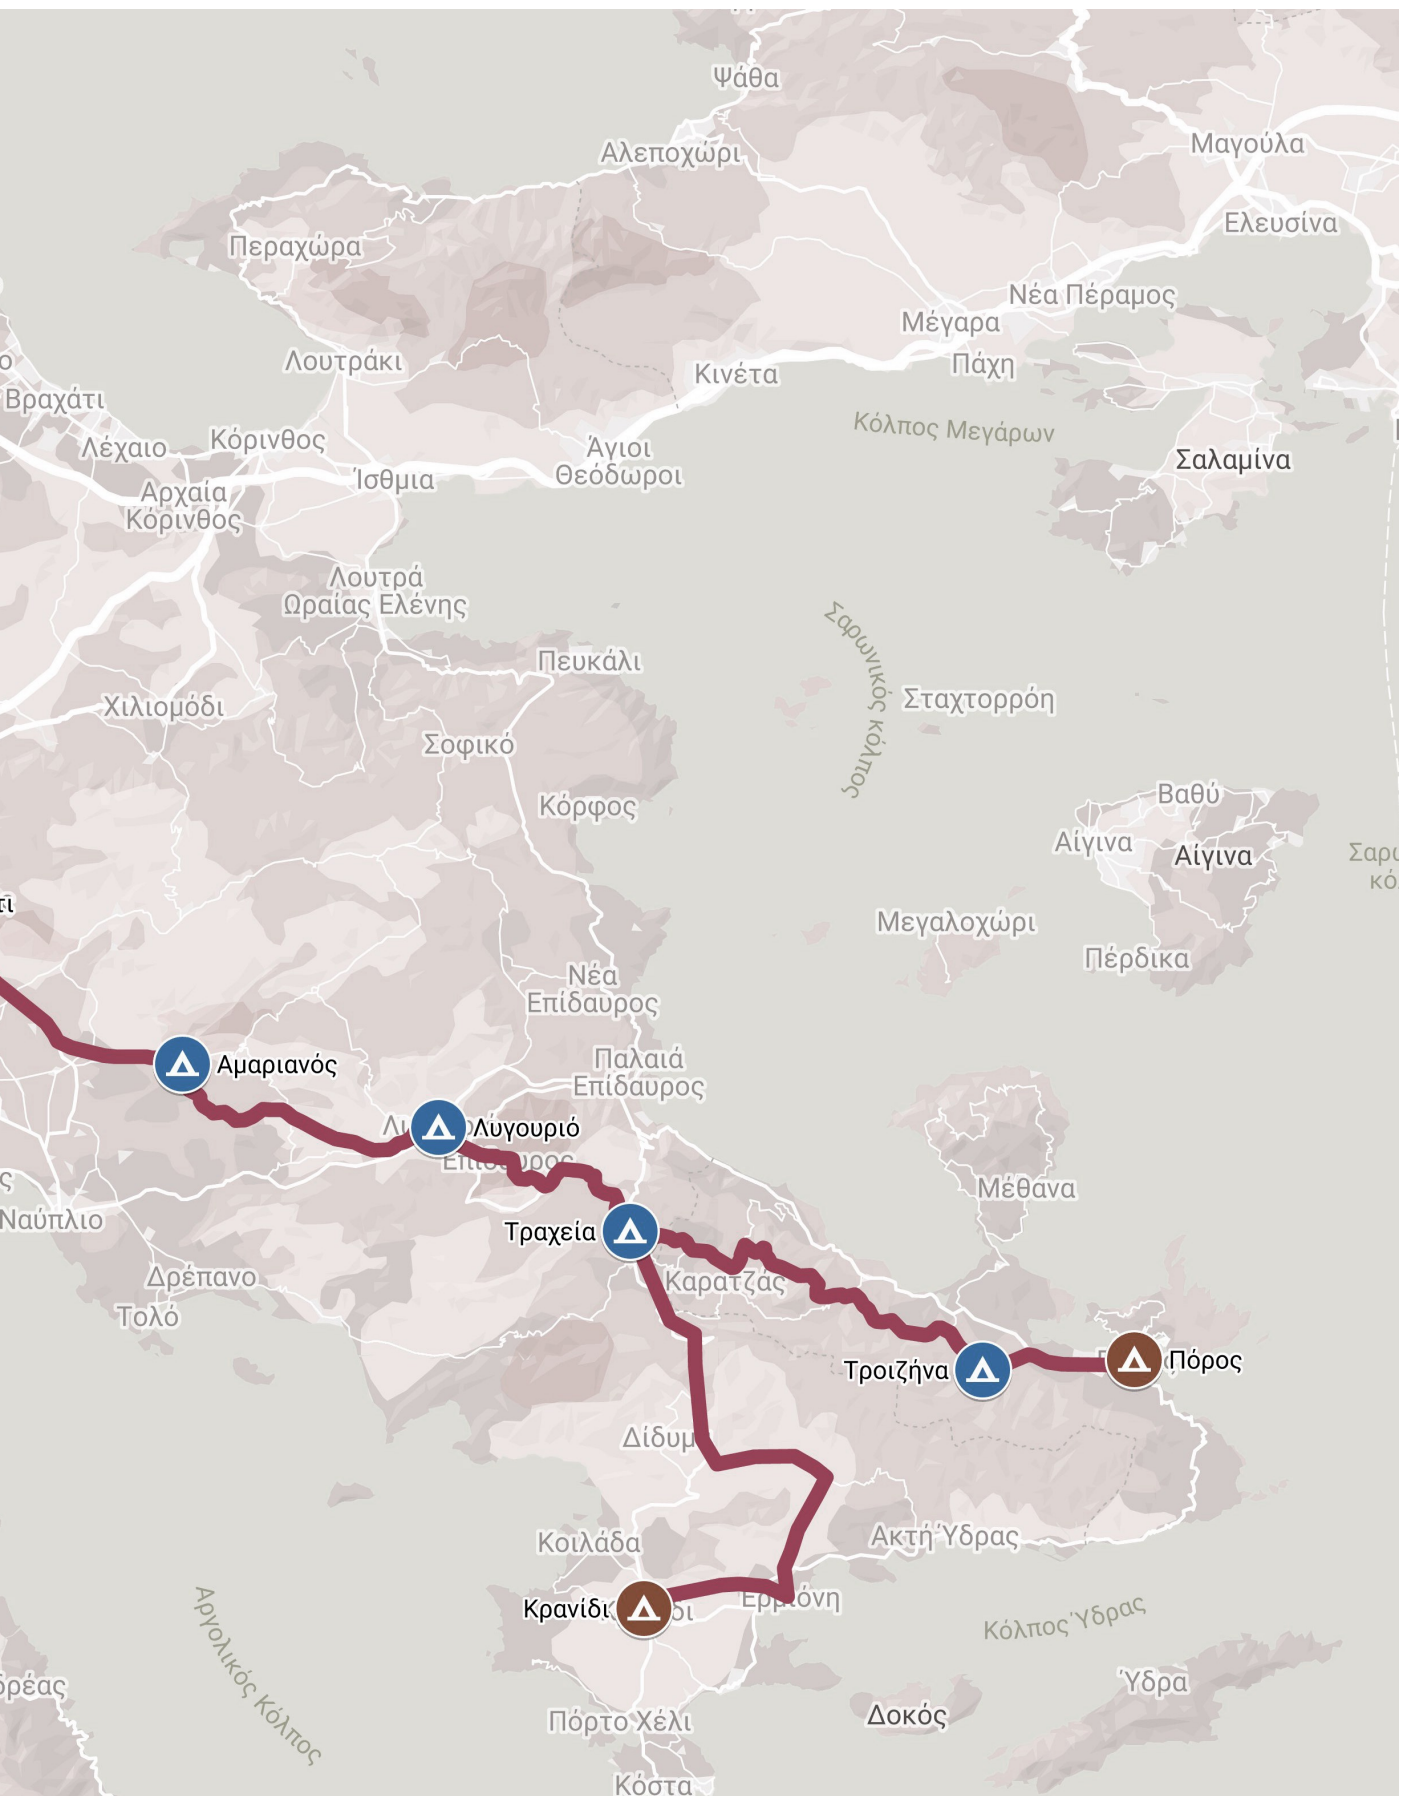 Ψάθα
Μαγούλα
Αλεποχώρι
Ελευσίνα
Περαχώρα
Νέα Πέραμος
Μέγαρα
Λουτράκι
Πάχη
Κινέτα
Βραχάτι
Κόλπος Μεγάρων
Λέχαιο
Κόρινθος
Άγιοι
Θεόδωροι
Σαλαμίνα
Ίσθμια
Αρχαία
Κόρινθος
Λουτρά
Ωραίας Ελένης
Σαρωνικός κόλπος
Πευκάλι
Σταχτορρόη
Χιλιομόδι
Σοφικό
Βαθύ
Κόρφος
Αίγινα
Αίγινα
Μεγαλοχώρι
Πέρδικα
Νέα
Επίδαυρος
Παλαιά
Επίδαυρος
Αμαριανός
Λυγουριό
Μέθανα
Ναύπλιο
Τραχεία
Δρέπανο
Καρατζάς
Τολό
Τροιζήνα
Πόρος
Δίδυμ
Κοιλάδα
Ακτή Ύδρας
Ερμιόνη
Κρανίδι
Κόλπος Ύδρας
Αργολικός Κόλπος
Ύδρα
Δοκός
Πόρτο Χέλι
Κόστα